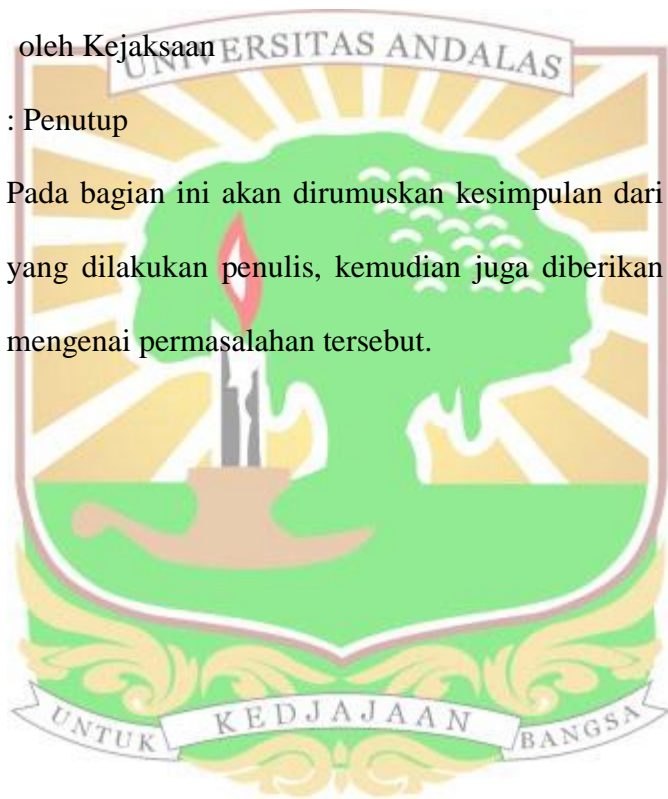 oleh Kejaksaan
UNIVERSITAS ANDALAS
: Penutup
Pada bagian ini akan dirumuskan kesimpulan dari
yang dilakukan penulis, kemudian juga diberikan
mengenai permasalahan tersebut.
UNTUK KEDJAJAAN BANGSA